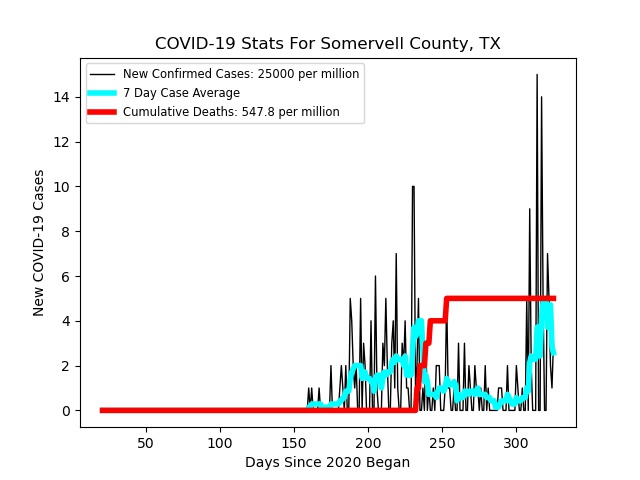 COVID-19 Stats For Somervell County, TX
New Confirmed Cases: 25000 per million
7 Day Case Average
Cumulative Deaths: 547.8 per million
New COVID-19 Cases
14
12
10
8
6
4
2
0
50 100 150 200 250 300
Days Since 2020 Began